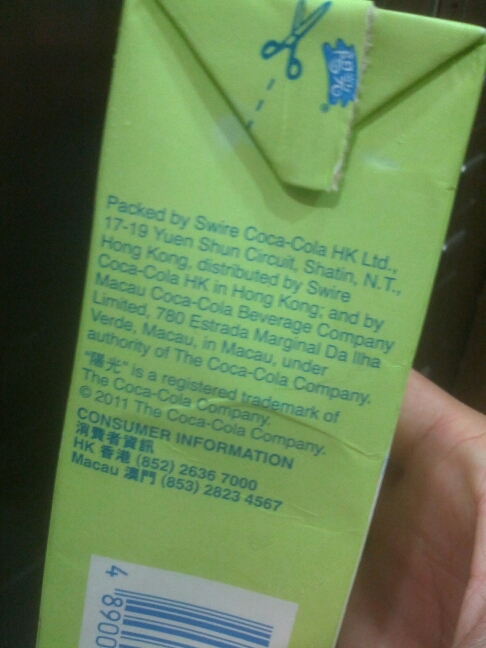 陽光
Packed by Swire Coca-Cola HK Ltd.,
17-19 Yuen Shun Circuit, Shatin, N.T.,
Hong Kong, distributed by Swire
Coca-Cola HK in Hong Kong; and by
Macau Coca-Cola Beverage Company
Limited, 780 Estrada Marginal Da Ilha
Verde, Macau, in Macau, under
authority of The Coca-Cola Company.
"陽光" is a registered trademark of
The Coca-Cola Company.
© 2011 The Coca-Cola Company.
CONSUMER INFORMATION
消費者資訊
HK 香港 (852) 2636 7000
Macau 澳門 (853) 2823 4567
4 8900